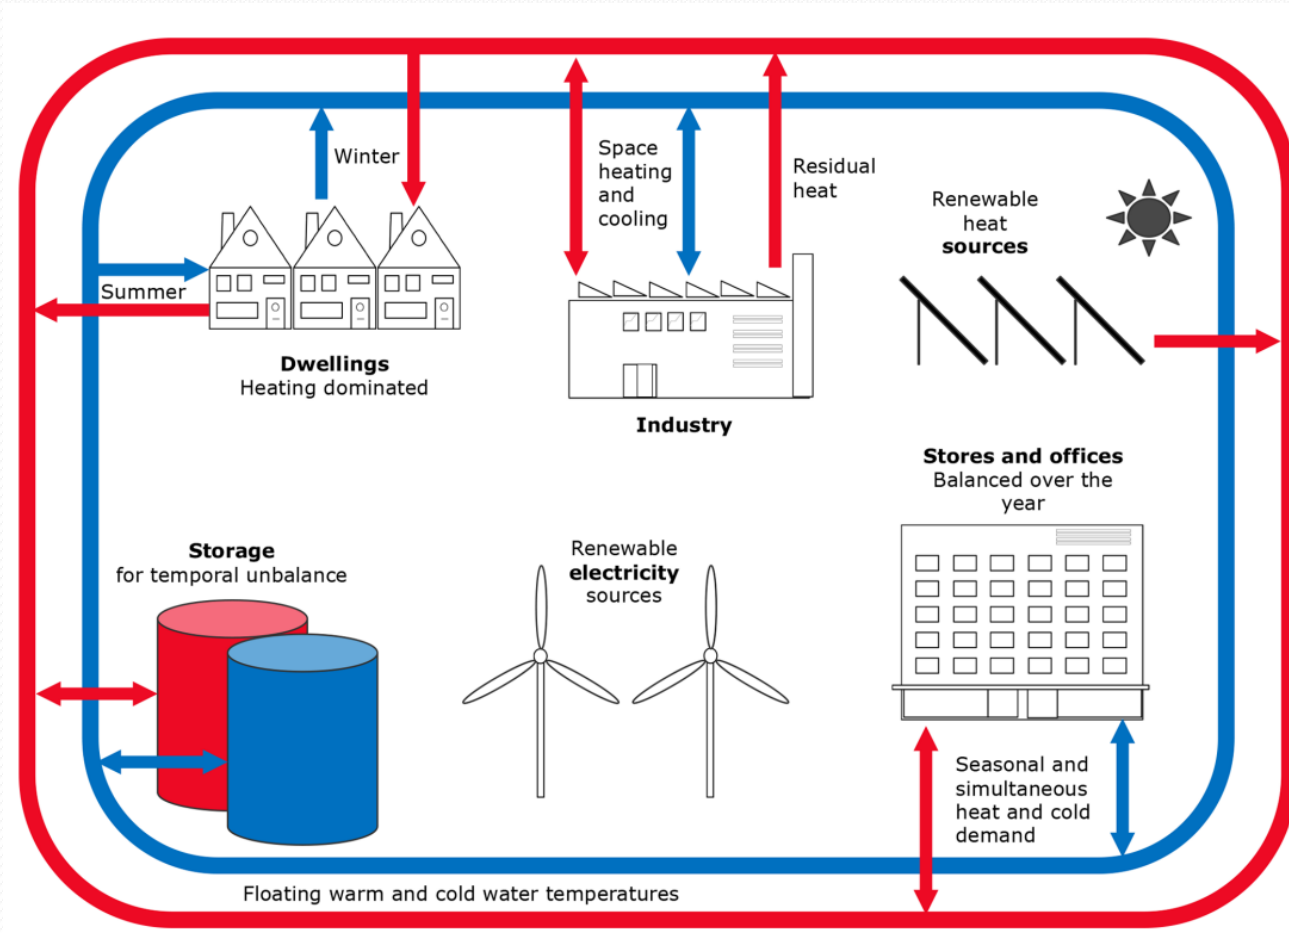 Winter
Summer
Dwellings
Heating dominated
Space
heating
and
cooling
Residual
heat
Industry
Renewable
heat
sources
Stores and offices
Balanced over the
year
Storage
for temporal unbalance
Renewable
electricity
sources
Seasonal and
simultaneous
heat and cold
demand
Floating warm and cold water temperatures